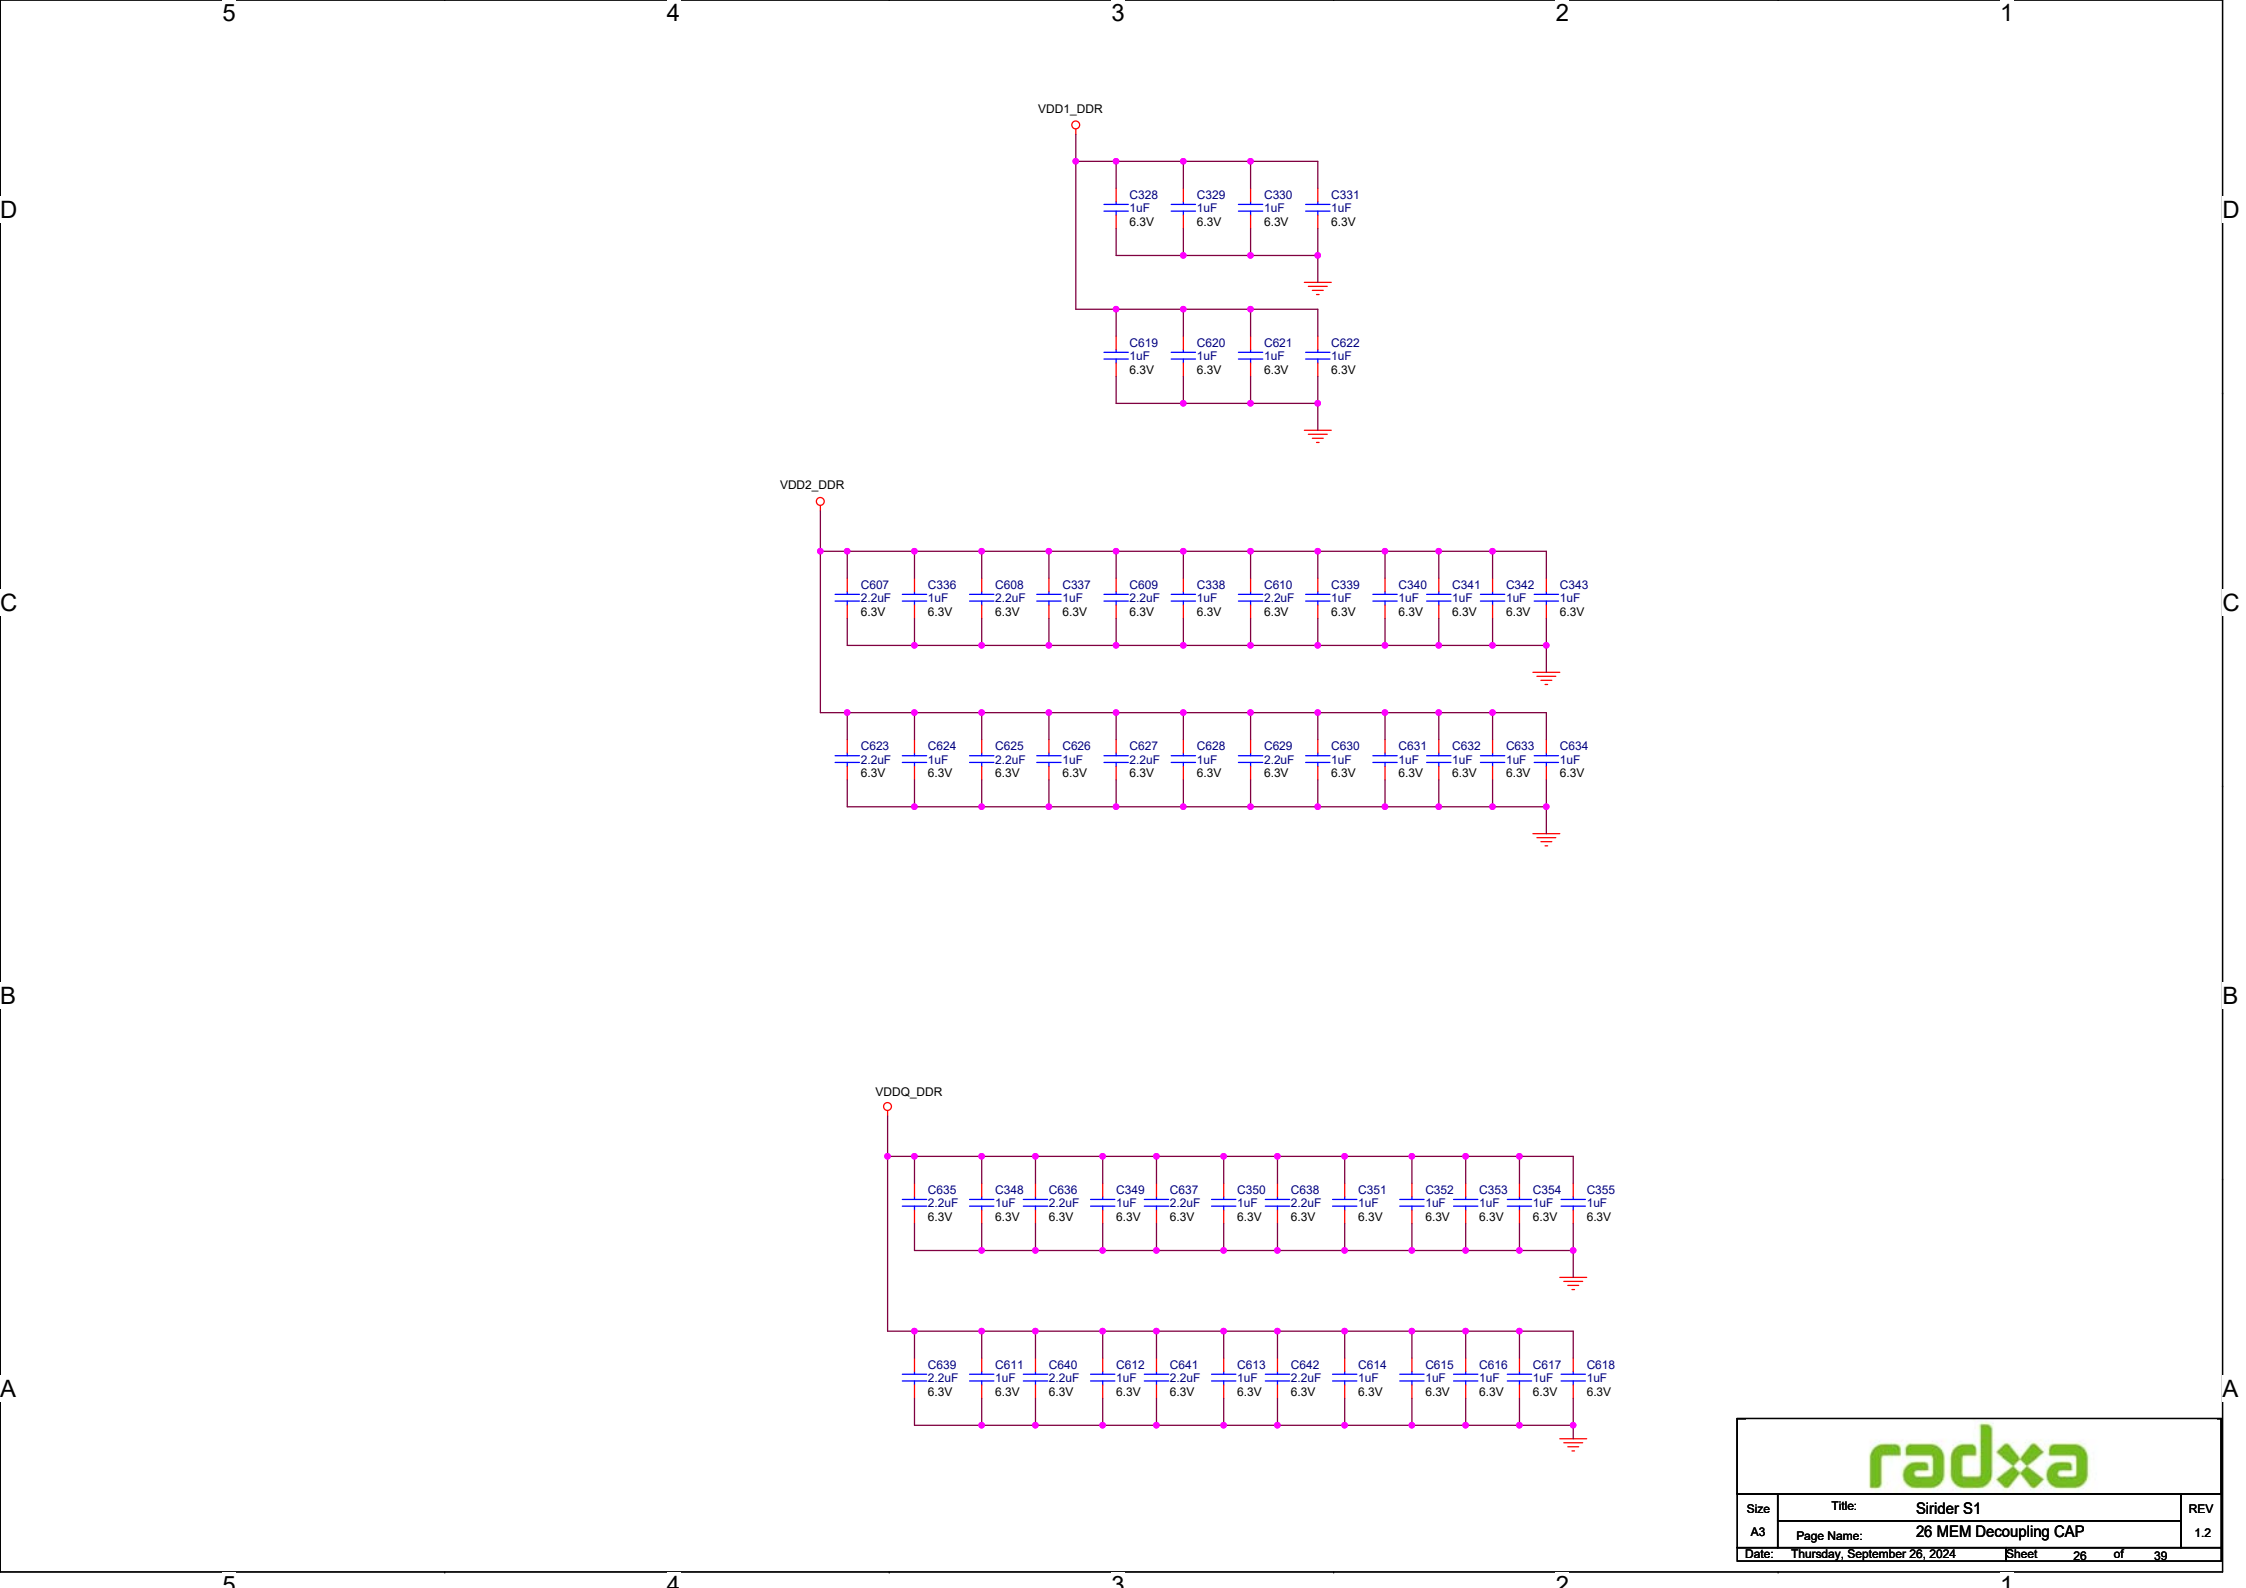 5 4 3 2 1
VDD1_DDR
D D
C328 C329 C330 C331
1uF 1uF 1uF 1uF
6.3V 6.3V 6.3V 6.3V
C619 C620 C621 C622
1uF 1uF 1uF 1uF
6.3V 6.3V 6.3V 6.3V
VDD2_DDR
C C
C607 C336 C608 C337 C609 C338 C610 C339 C340 C341 C342 C343
2.2uF 1uF 2.2uF 1uF 2.2uF 1uF 2.2uF 1uF 1uF 1uF 1uF 1uF
6.3V 6.3V 6.3V 6.3V 6.3V 6.3V 6.3V 6.3V 6.3V 6.3V 6.3V 6.3V
C623 C624 C625 C626 C627 C628 C629 C630 C631 C632 C633 C634
2.2uF 1uF 2.2uF 1uF 2.2uF 1uF 2.2uF 1uF 1uF 1uF 1uF 1uF
6.3V 6.3V 6.3V 6.3V 6.3V 6.3V 6.3V 6.3V 6.3V 6.3V 6.3V 6.3V
B B
VDDQ_DDR
C635 C348 C636 C349 C637 C350 C638 C351 C352 C353 C354 C355
2.2uF 1uF 2.2uF 1uF 2.2uF 1uF 2.2uF 1uF 1uF 1uF 1uF 1uF
6.3V 6.3V 6.3V 6.3V 6.3V 6.3V 6.3V 6.3V 6.3V 6.3V 6.3V 6.3V
C639 C611 C640 C612 C641 C613 C642 C614 C615 C616 C617 C618
2.2uF 1uF 2.2uF 1uF 2.2uF 1uF 2.2uF 1uF 1uF 1uF 1uF 1uF
6.3V 6.3V 6.3V 6.3V 6.3V 6.3V 6.3V 6.3V 6.3V 6.3V 6.3V 6.3V
A A
radxa
Size Title: Sirider S1 REV
A3 Page Name: 26 MEM Decoupling CAP 1.2
Date: Thursday, September 26, 2024 Sheet 26 of 39
5 4 3 2 1